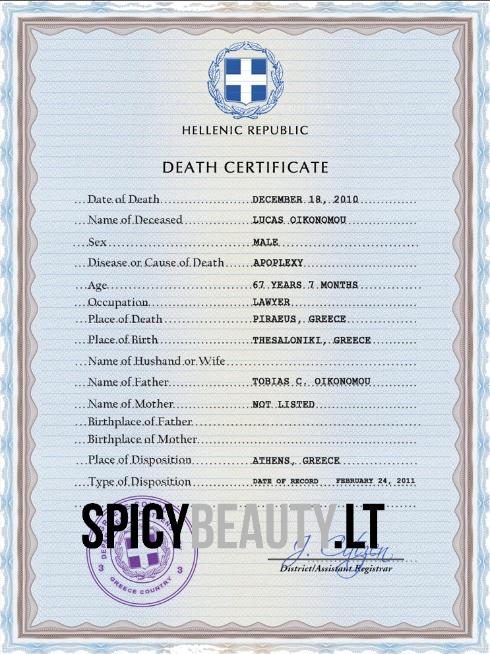 HELLENIC REPUBLIC
DEATH CERTIFICATE
Date of Death DECEMBER 18, 2010
Name of Deceased LUCAS OIKONOMOU
Sex MALE
Disease or Cause of Death APOPLEXY
Age 67 YEARS 7 MONTHS
Occupation LAWYER
Place of Death PIRAEUS, GREECE
Place of Birth THESALONIKI, GREECE
Name of Husband or Wife
Name of Father TOBIAS C. OIKONOMOU
Name of Mother NOT LISTED
Birthplace of Father
Birthplace of Mother
Place of Disposition ATHENS, GREECE
Type of Disposition DATE OF RECORD FEBRUARY 24, 2011
SPICYBEAUTY.LT
3 GREECE COUNTRY 3
District/Assistant Registrar